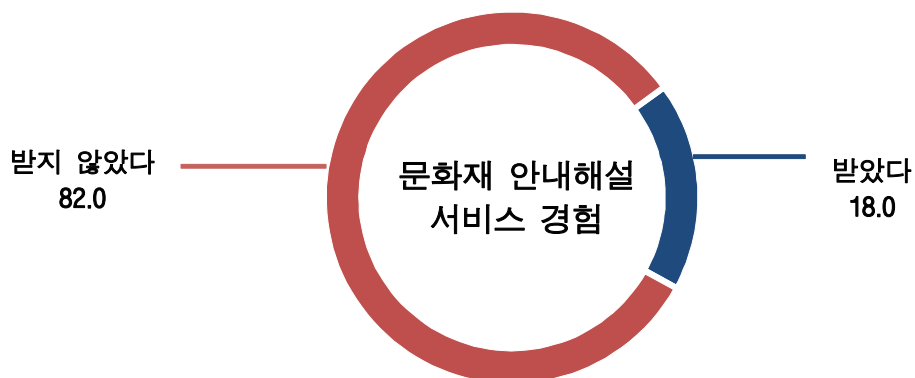 받지 않았다
82.0
문화재 안내해설
서비스 경험
받았다
18.0